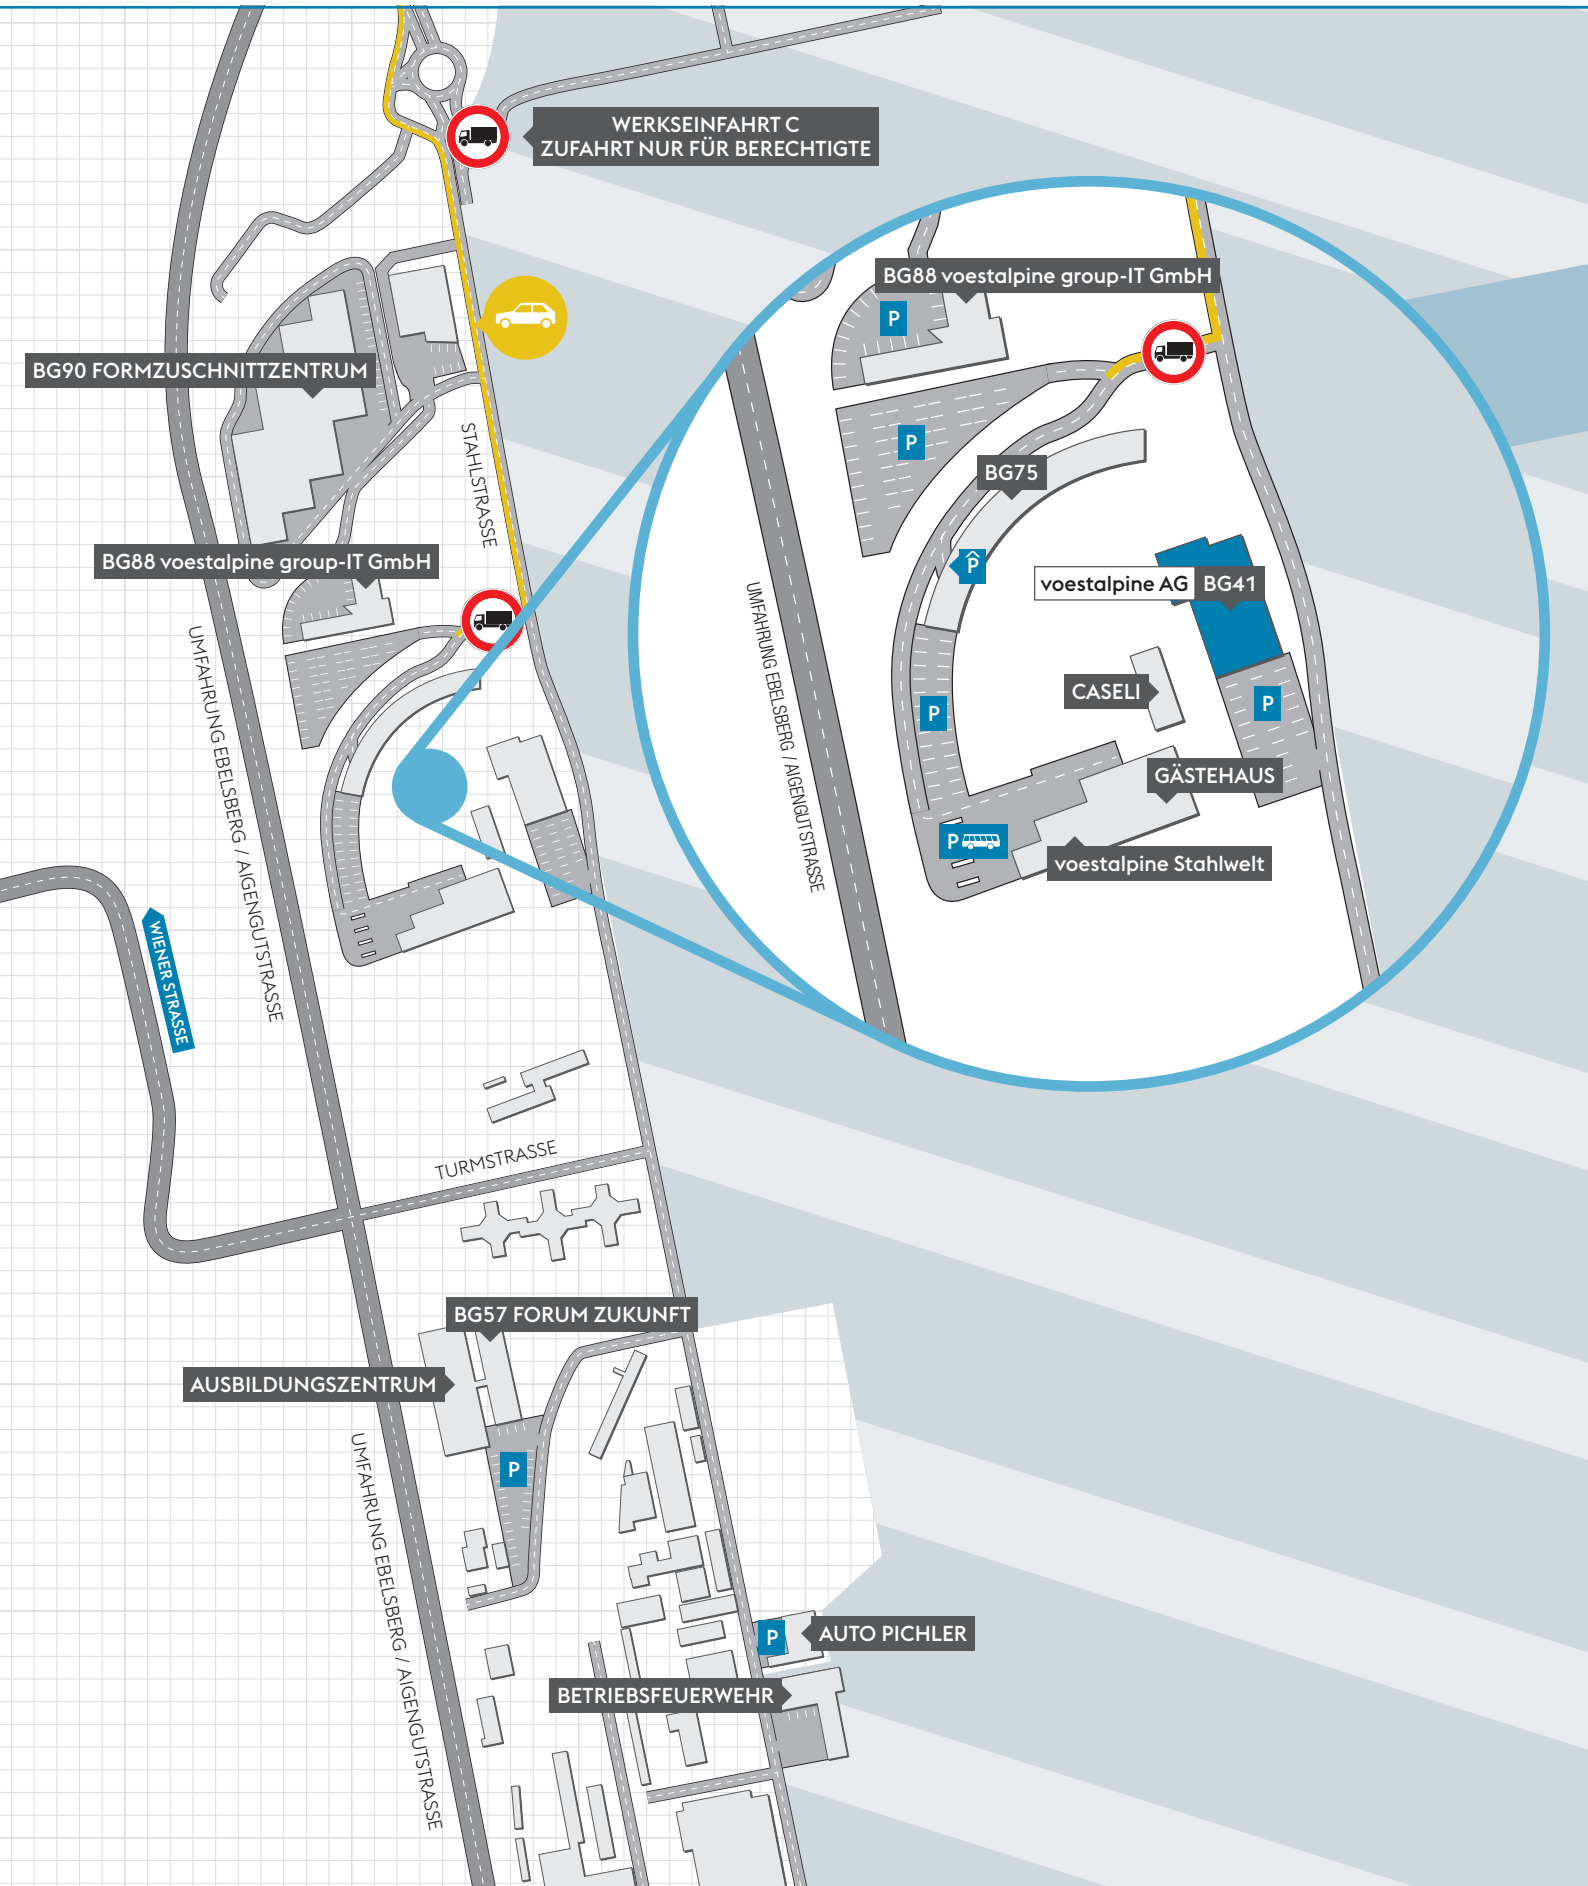 WERKSEINFAHRT C
ZUFAHRT NUR FÜR BERECHTIGTE
BG88 voestalpine group-IT GmbH
P
BG90 FORMZUSCHNITTZENTRUM
STAHLSTRASSE
P
BG75
BG88 voestalpine group-IT GmbH
P
voestalpine AG BG41
UMFAHRUNG EBELSBERG / AIGENGUTSTRASSE
UMFAHRUNG EBELSBERG / AIGENGUTSTRASSE
CASELI
P
P
GÄSTEHAUS
P
voestalpine Stahlwelt
WIENER STRASSE
TURMSTRASSE
BG57 FORUM ZUKUNFT
AUSBILDUNGSZENTRUM
P
UMFAHRUNG EBELSBERG / AIGENGUTSTRASSE
P
AUTO PICHLER
BETRIEBSFEUERWEHR